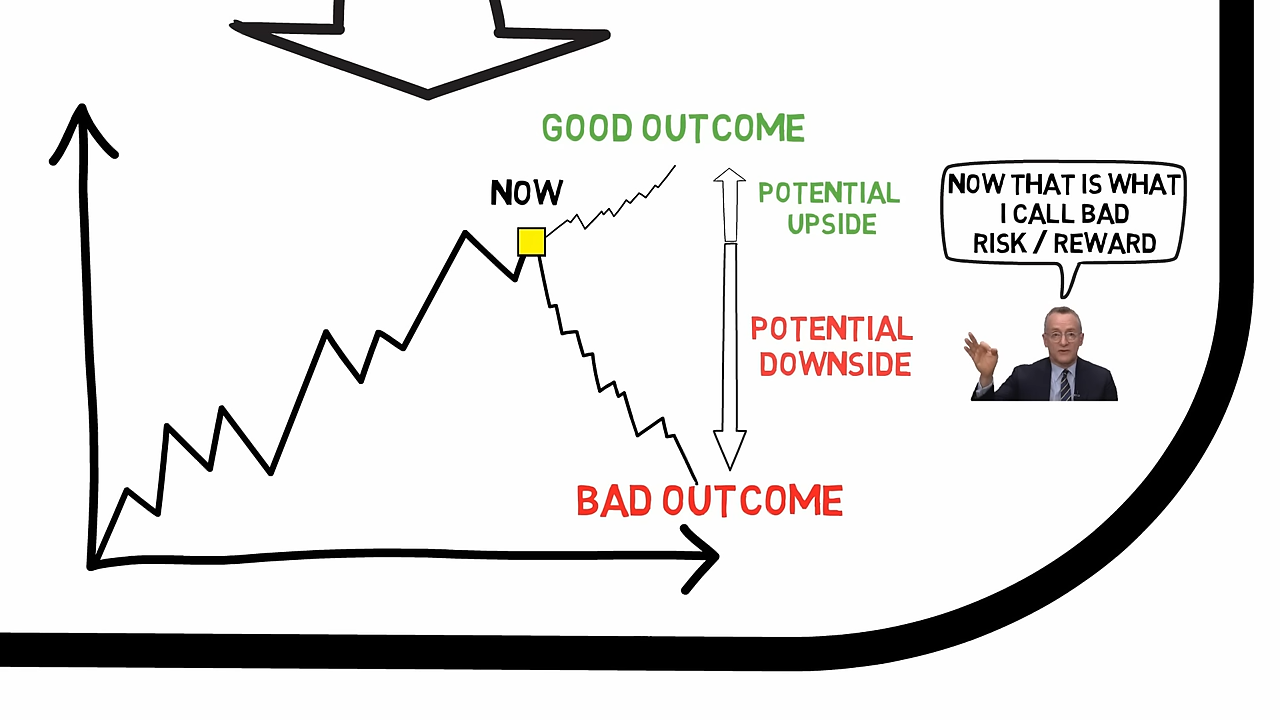 GOOD OUTCOME
NOW
POTENTIAL
UPSIDE
NOW THAT IS WHAT
I CALL BAD
RISK / REWARD
POTENTIAL
DOWNSIDE
BAD OUTCOME